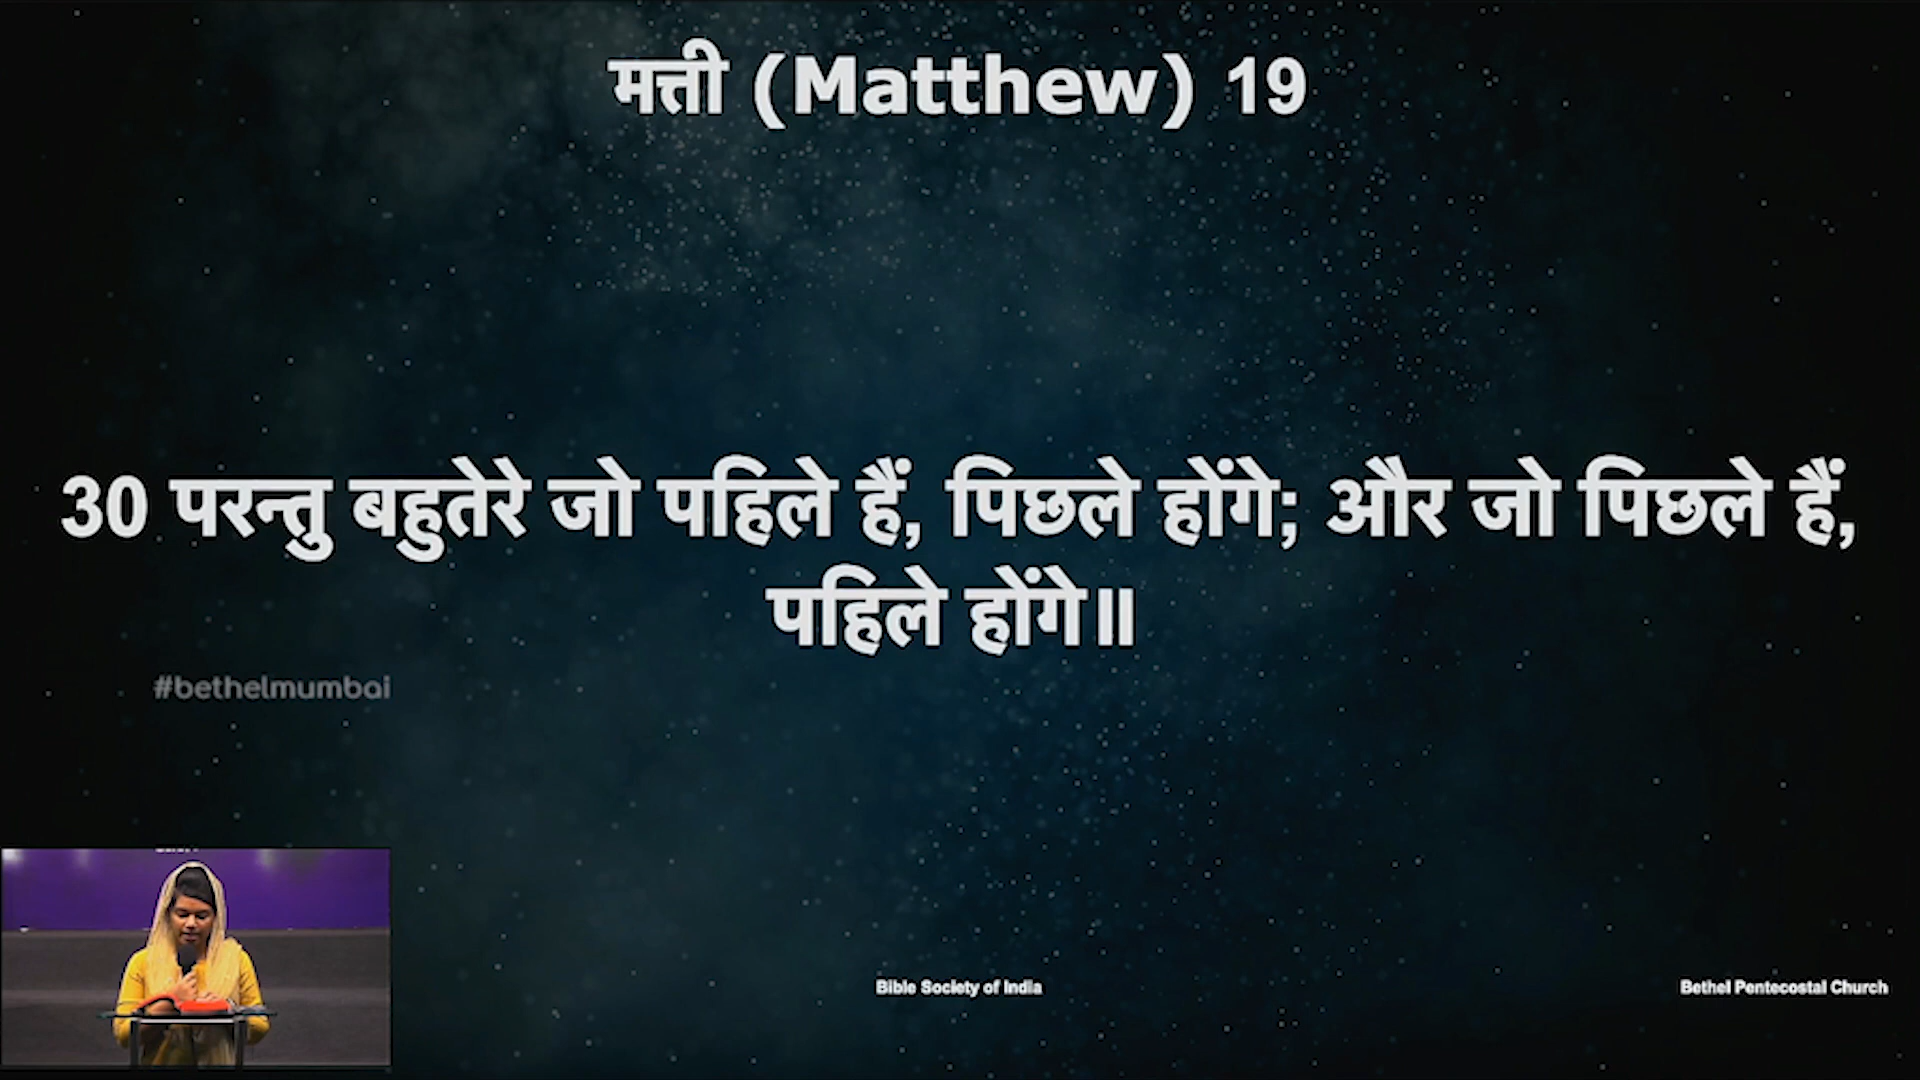 मत्ती (Matthew) 19
30 परन्तु बहुतेरे जो पहिले हैं, पिछले होंगे; और जो पिछले हैं,
पहिले होंगे॥
#bethelmumbai
Bible Society of India
Bethel Pentecostal Church